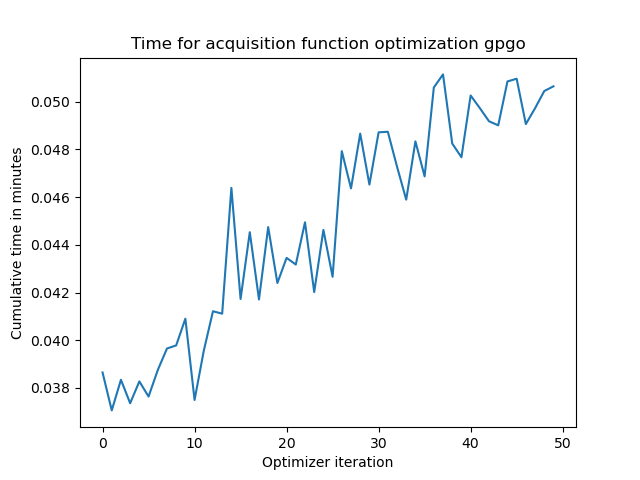 Time for acquisition function optimization gpgo
Cumulative time in minutes
0.050
0.048
0.046
0.044
0.042
0.040
0.038
0 10 20 30 40 50
Optimizer iteration